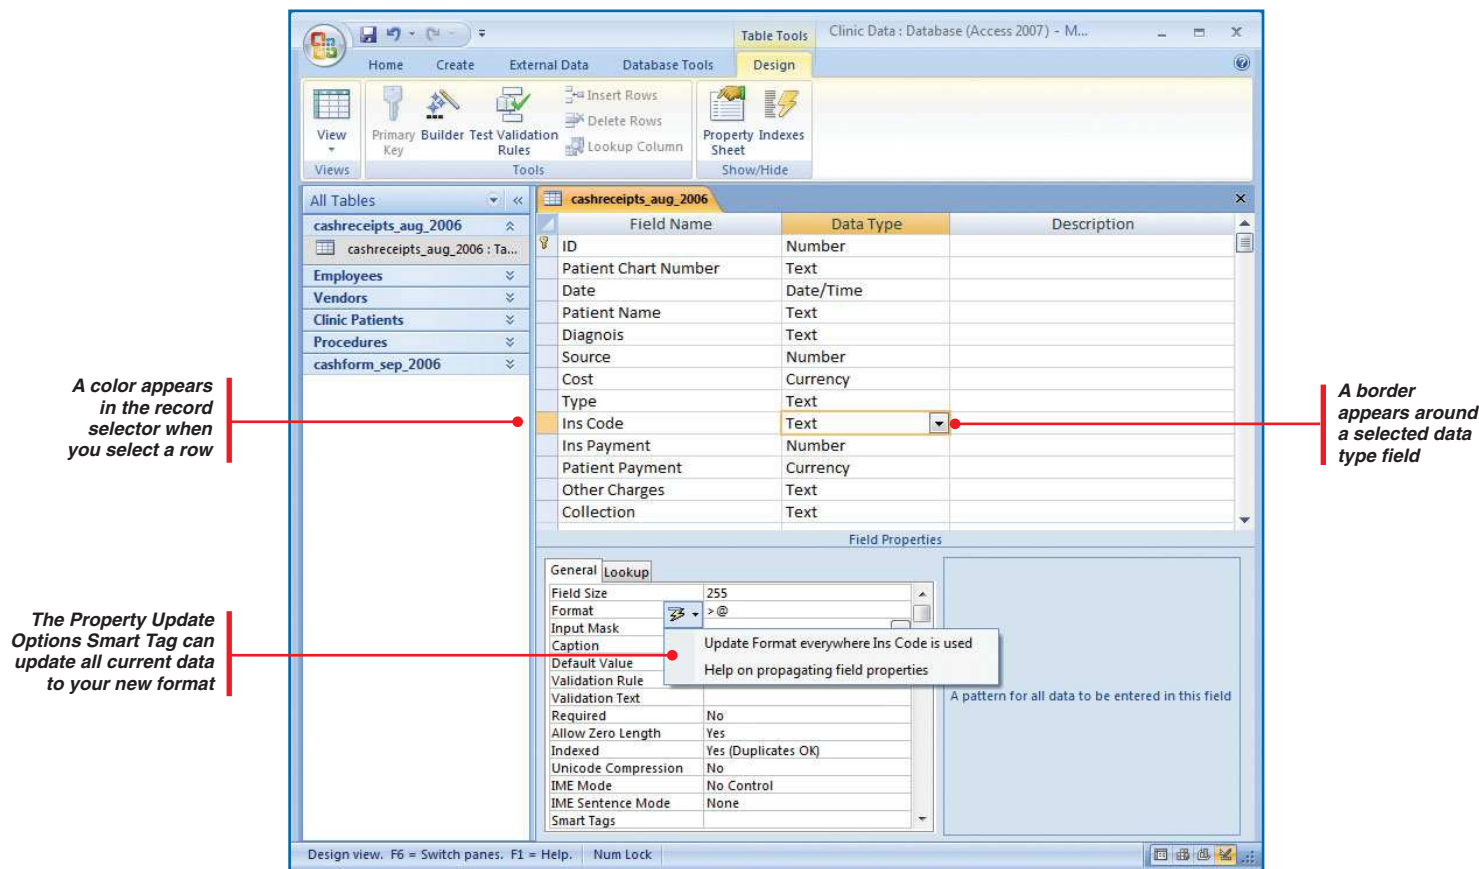 Table Tools
Clinic Data : Database (Access 2007) - M...
Home Create External Data Database Tools Design
View
Primary Key
Builder
Test Validation Rules
Insert Rows
Delete Rows
Lookup Column
Property Sheet
Indexes
Views Tools Show/Hide
All Tables
cashreceipts_aug_2006
cashreceipts_aug_2006 : Ta...
Employees
Vendors
Clinic Patients
Procedures
cashform_sep_2006
cashreceipts_aug_2006
Field Name Data Type Description
ID Number
Patient Chart Number Text
Date Date/Time
Patient Name Text
Diagnois Text
Source Number
Cost Currency
Type Text
Ins Code Text
Ins Payment Number
Patient Payment Currency
Other Charges Text
Collection Text
Field Properties
General Lookup
Field Size 255
Format >@
Input Mask
Caption
Default Value
Validation Rule
Validation Text
Required No
Allow Zero Length Yes
Indexed Yes (Duplicates OK)
Unicode Compression No
IME Mode No Control
IME Sentence Mode None
Smart Tags
Update Format everywhere Ins Code is used
Help on propagating field properties
A pattern for all data to be entered in this field
Design view. F6 = Switch panes. F1 = Help. Num Lock
A color appears
in the record
selector when
you select a row
The Property Update
Options Smart Tag can
update all current data
to your new format
A border
appears around
a selected data
type field